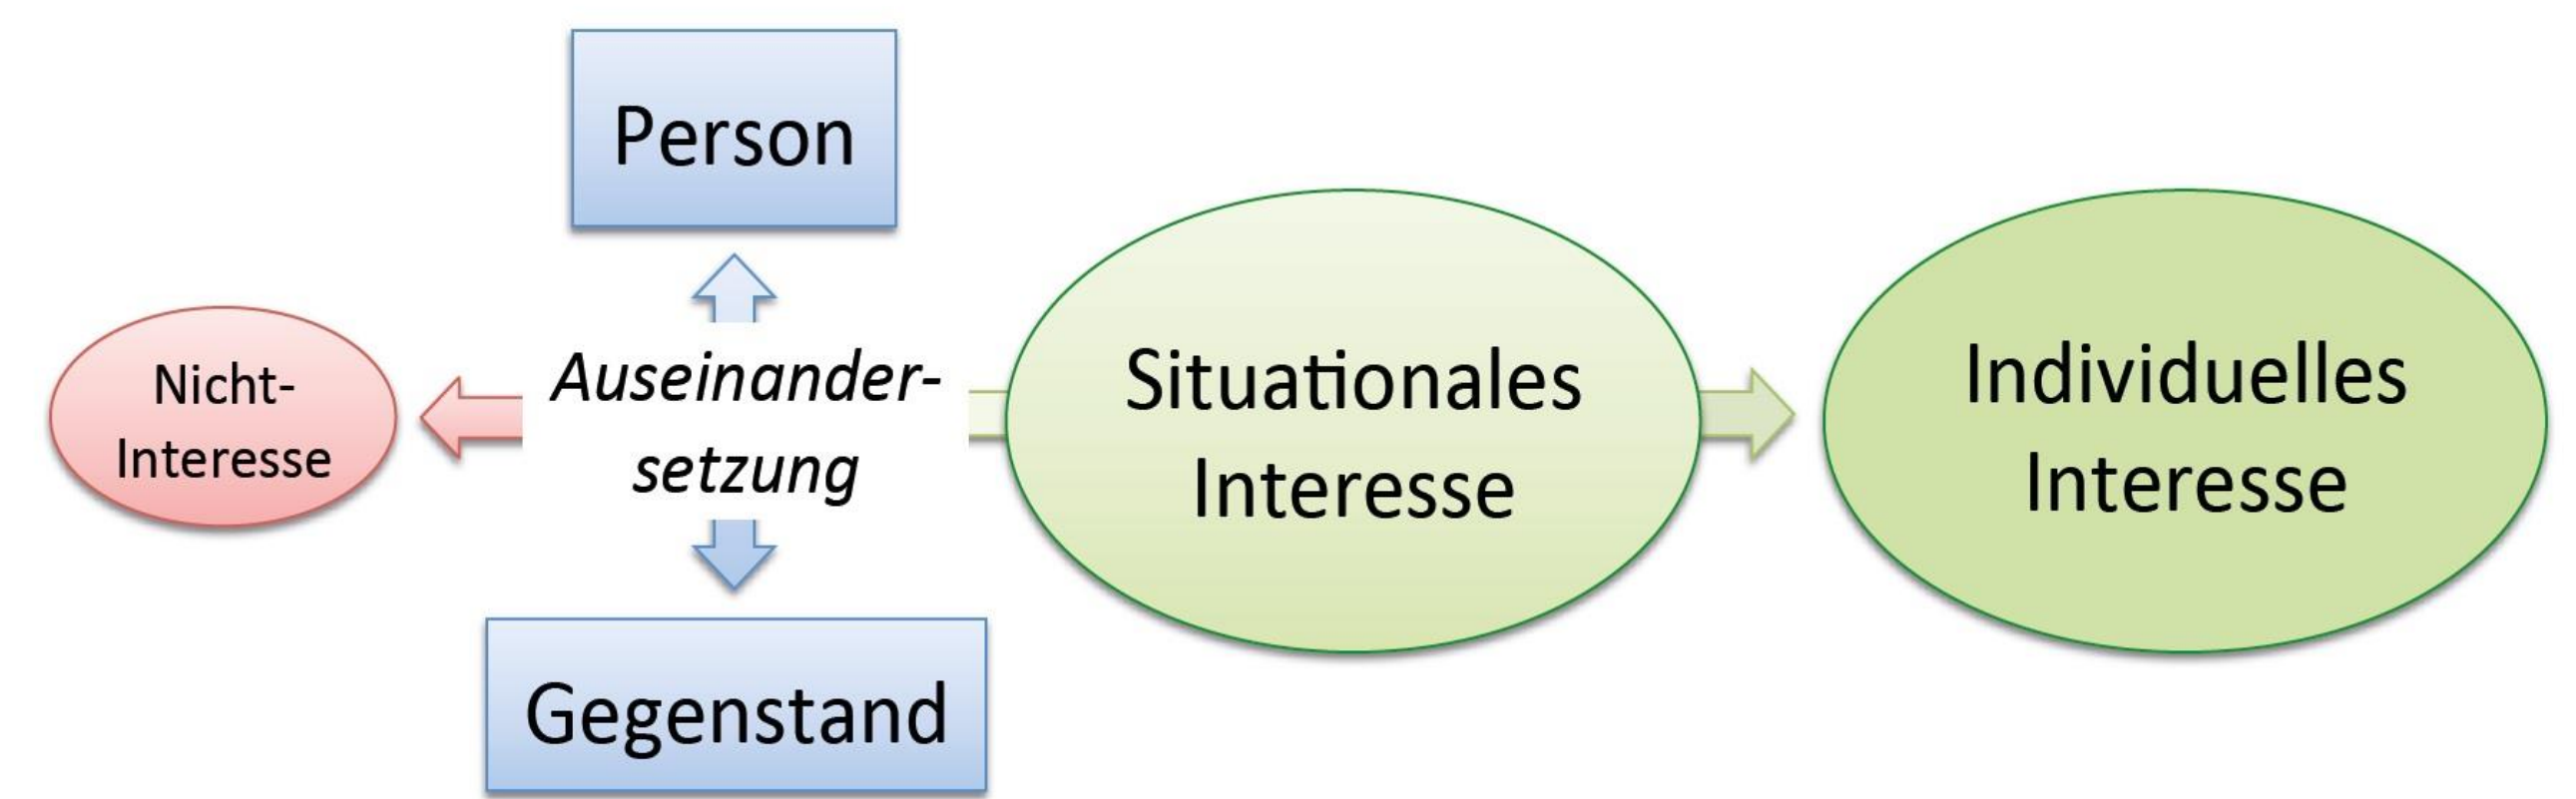 Person
Nicht-
Interesse
Auseinander-
setzung
Situationales
Interesse
Individuelles
Interesse
Gegenstand